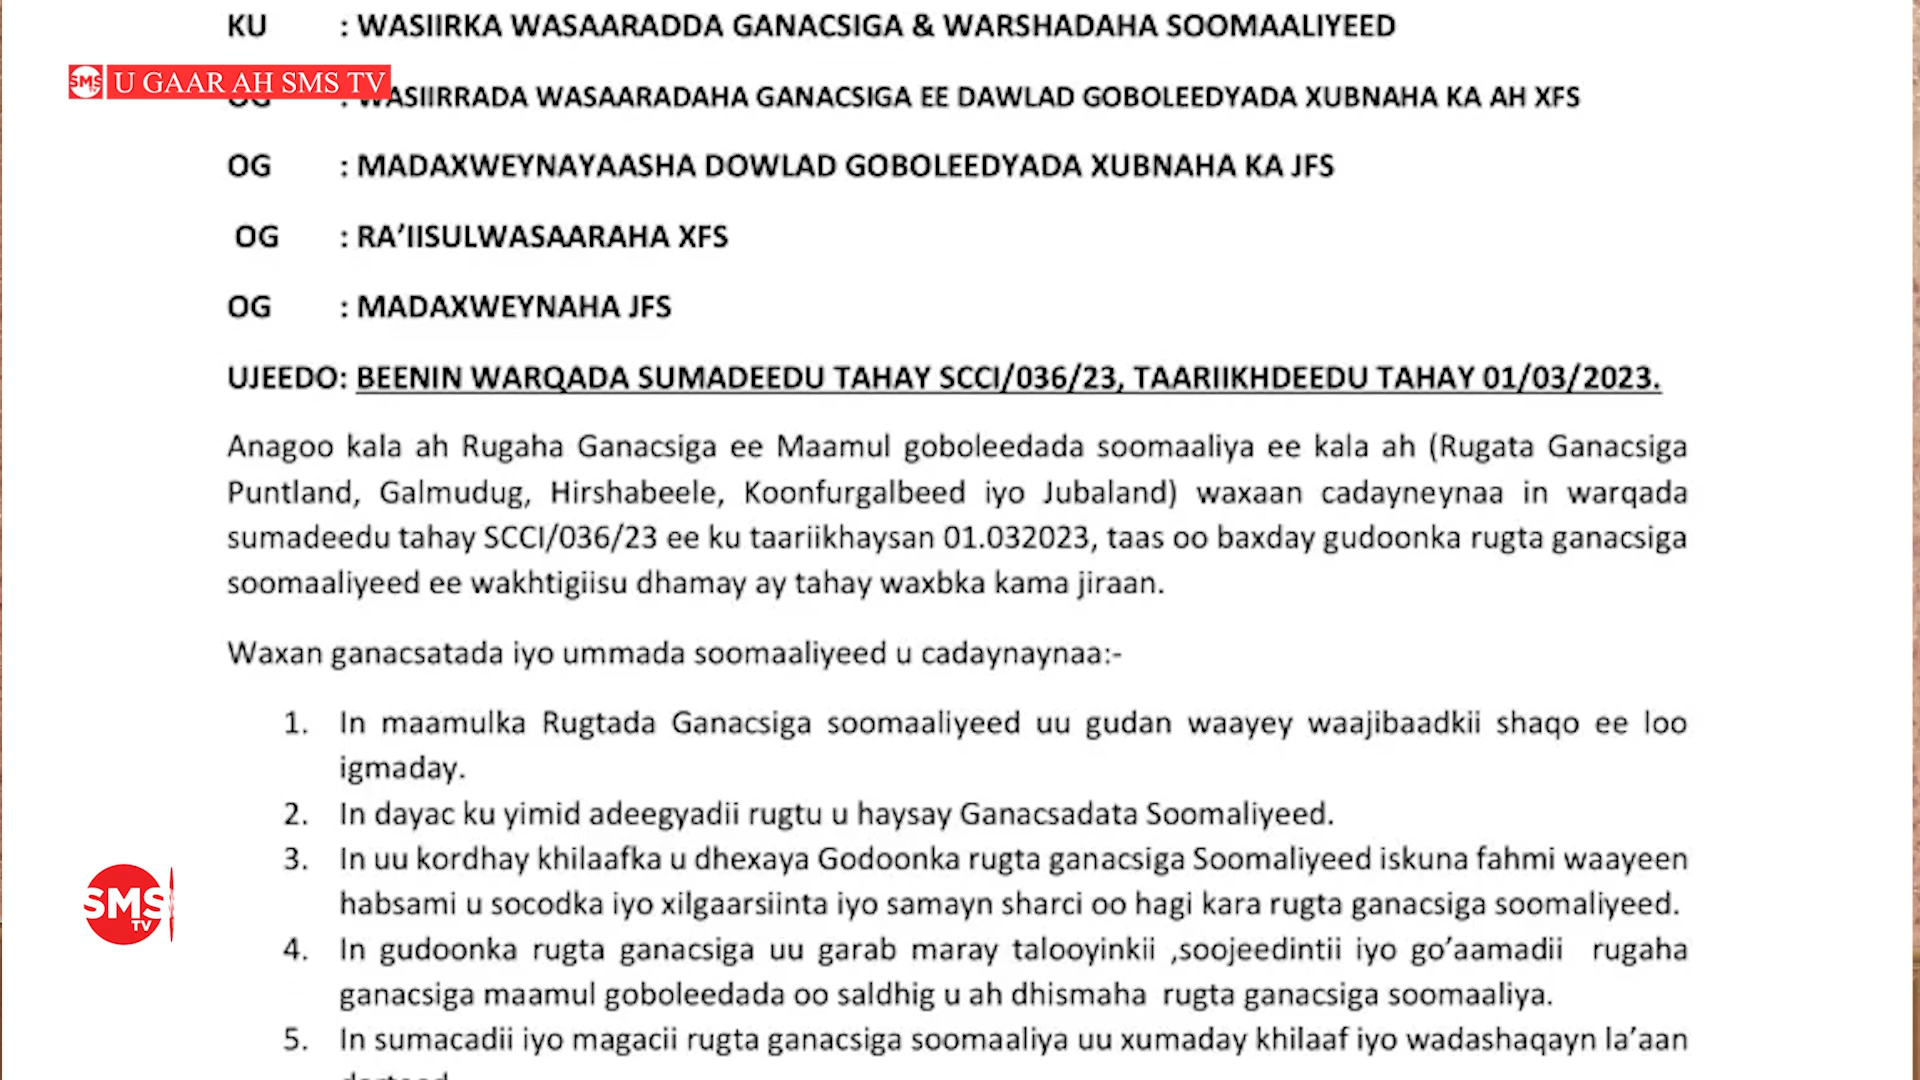 KU : WASIIRKA WASAARADDA GANACSIGA & WARSHADAHA SOOMAALIYEED
SMS U GAAR AH SMS TV
OG : WASIIRRADA WASAARADAHA GANACSIGA EE DAWLAD GOBOLEEDYADA XUBNAHA KA AH XFS
OG : MADAXWEYNAYAASHA DOWLAD GOBOLEEDYADA XUBNAHA KA JFS
OG : RA’IISULWASAARAHA XFS
OG : MADAXWEYNAHA JFS
UJEEDO: BEENIN WARQADA SUMADEEDU TAHAY SCCI/036/23, TAARIIKHDEEDU TAHAY 01/03/2023.
Anagoo kala ah Rugaha Ganacsiga ee Maamul goboleedada soomaaliya ee kala ah (Rugata Ganacsiga
Puntland, Galmudug, Hirshabeele, Koonfurgalbeed iyo Jubaland) waxaan cadayneynaa in warqada
sumadeedu tahay SCCI/036/23 ee ku taariikhaysan 01.032023, taas oo baxday gudoonka rugta ganacsiga
soomaaliyeed ee wakhtigiisu dhamay ay tahay waxbka kama jiraan.
Waxan ganacsatada iyo ummada soomaaliyeed u cadaynaynaa:-
1. In maamulka Rugtada Ganacsiga soomaaliyeed uu gudan waayey waajibaadkii shaqo ee loo
igmaday.
2. In dayac ku yimid adeegyadii rugtu u haysay Ganacsadata Soomaliyeed.
3. In uu kordhay khilaafka u dhexaya Godoonka rugta ganacsiga Soomaliyeed iskuna fahmi waayeen
habsami u socodka iyo xilgaarsiinta iyo samayn sharci oo hagi kara rugta ganacsiga soomaliyeed.
4. In gudoonka rugta ganacsiga uu garab maray talooyinkii ,soojeedintii iyo go’aamadii rugaha
ganacsiga maamul goboleedada oo saldhig u ah dhismaha rugta ganacsiga soomaaliya.
5. In sumacadii iyo magacii rugta ganacsiga soomaaliya uu xumaday khilaaf iyo wadashaqayn la’aan
SMS
TV